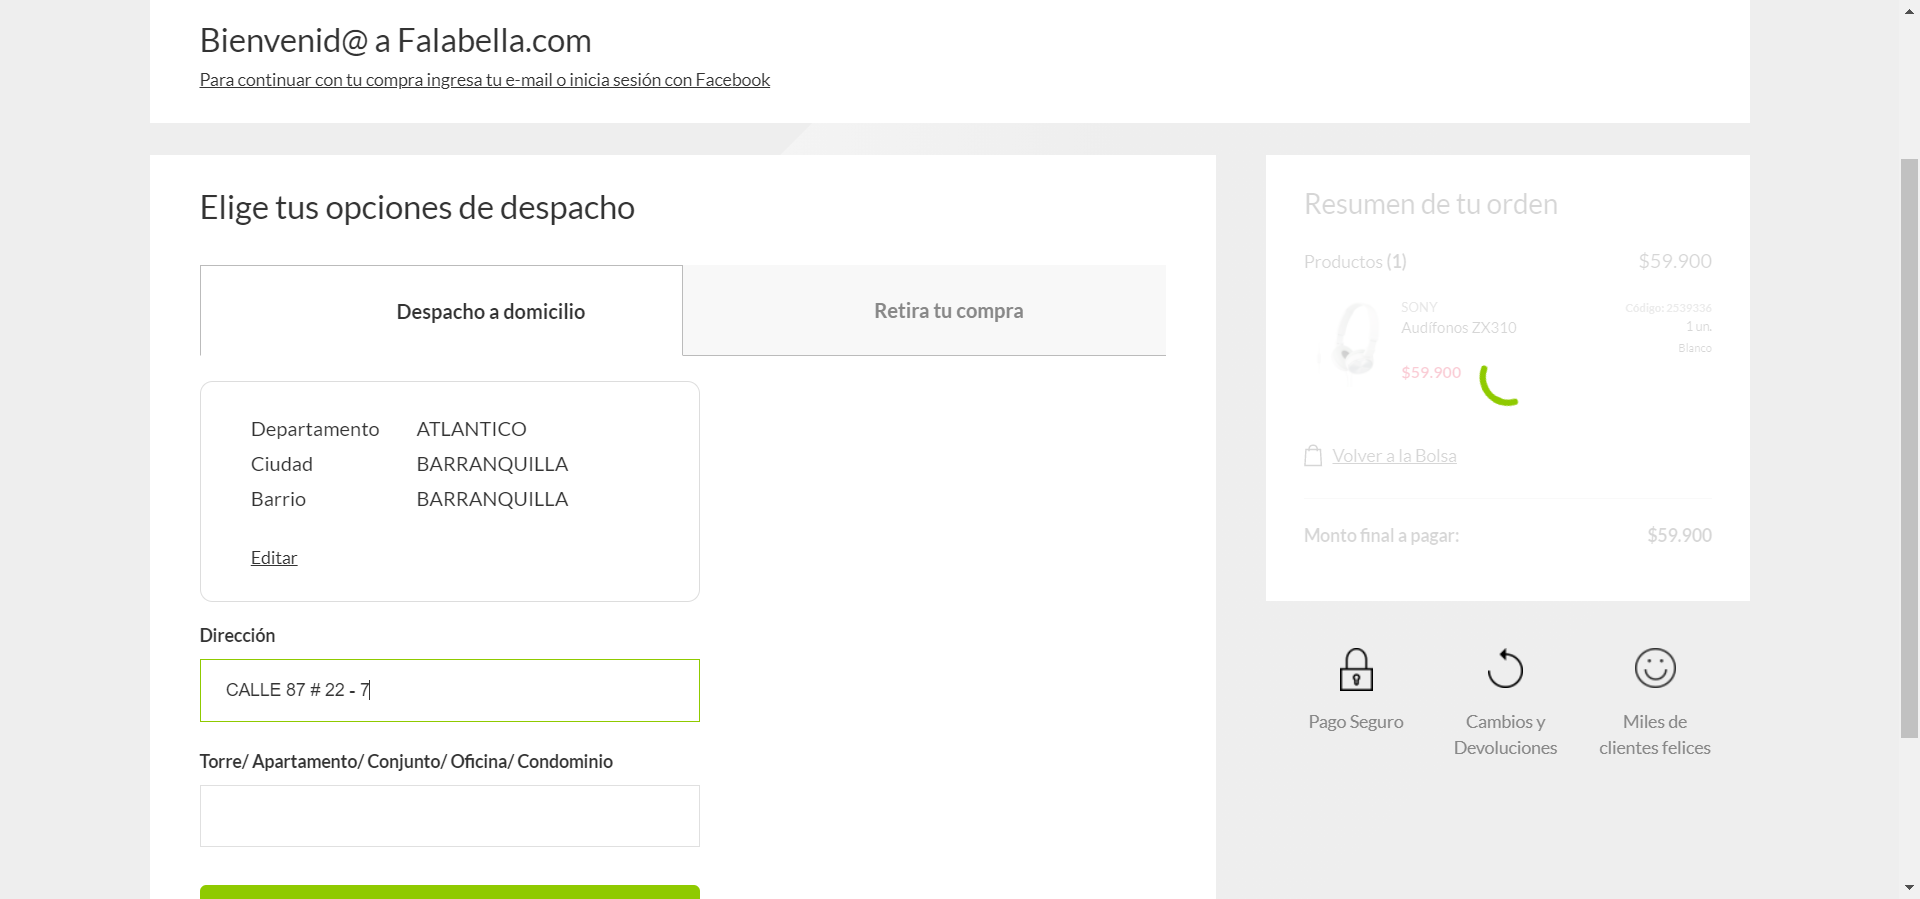 Bienvenid@ a Falabella.com
Para continuar con tu compra ingresa tu e-mail o inicia sesión con Facebook
Elige tus opciones de despacho
Despacho a domicilio
Retira tu compra
Departamento ATLANTICO
Ciudad BARRANQUILLA
Barrio BARRANQUILLA
Editar
Dirección
CALLE 87 # 22 - 7
Torre/ Apartamento/ Conjunto/ Oficina/ Condominio
Resumen de tu orden
Productos (1) $59.900
SONY Código: 2539336
Audífonos ZX310 1 un.
Blanco
$59.900
Volver a la Bolsa
Monto final a pagar: $59.900
Pago Seguro
Cambios y
Devoluciones
Miles de
clientes felices